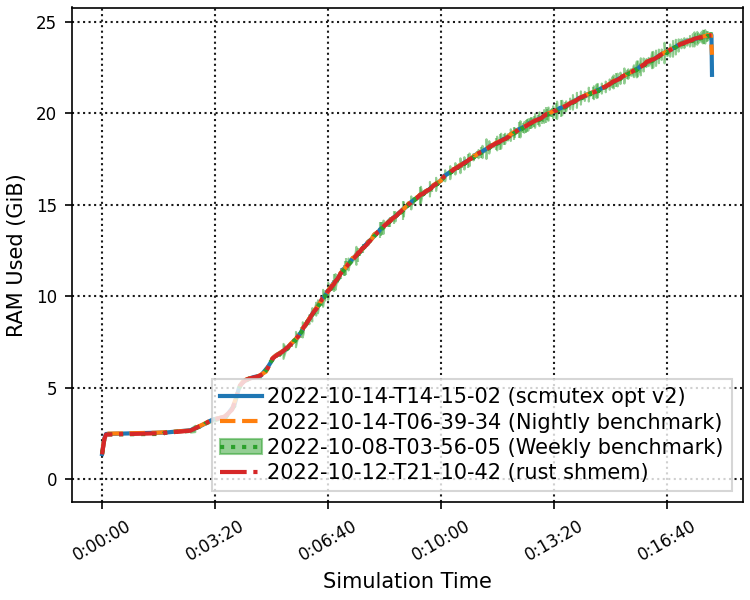 25
20
15
10
5
0
RAM Used (GiB)
2022-10-14-T14-15-02 (scmutex opt v2)
2022-10-14-T06-39-34 (Nightly benchmark)
2022-10-08-T03-56-05 (Weekly benchmark)
2022-10-12-T21-10-42 (rust shmem)
0:00:00
0:03:20
0:06:40
0:10:00
0:13:20
0:16:40
Simulation Time